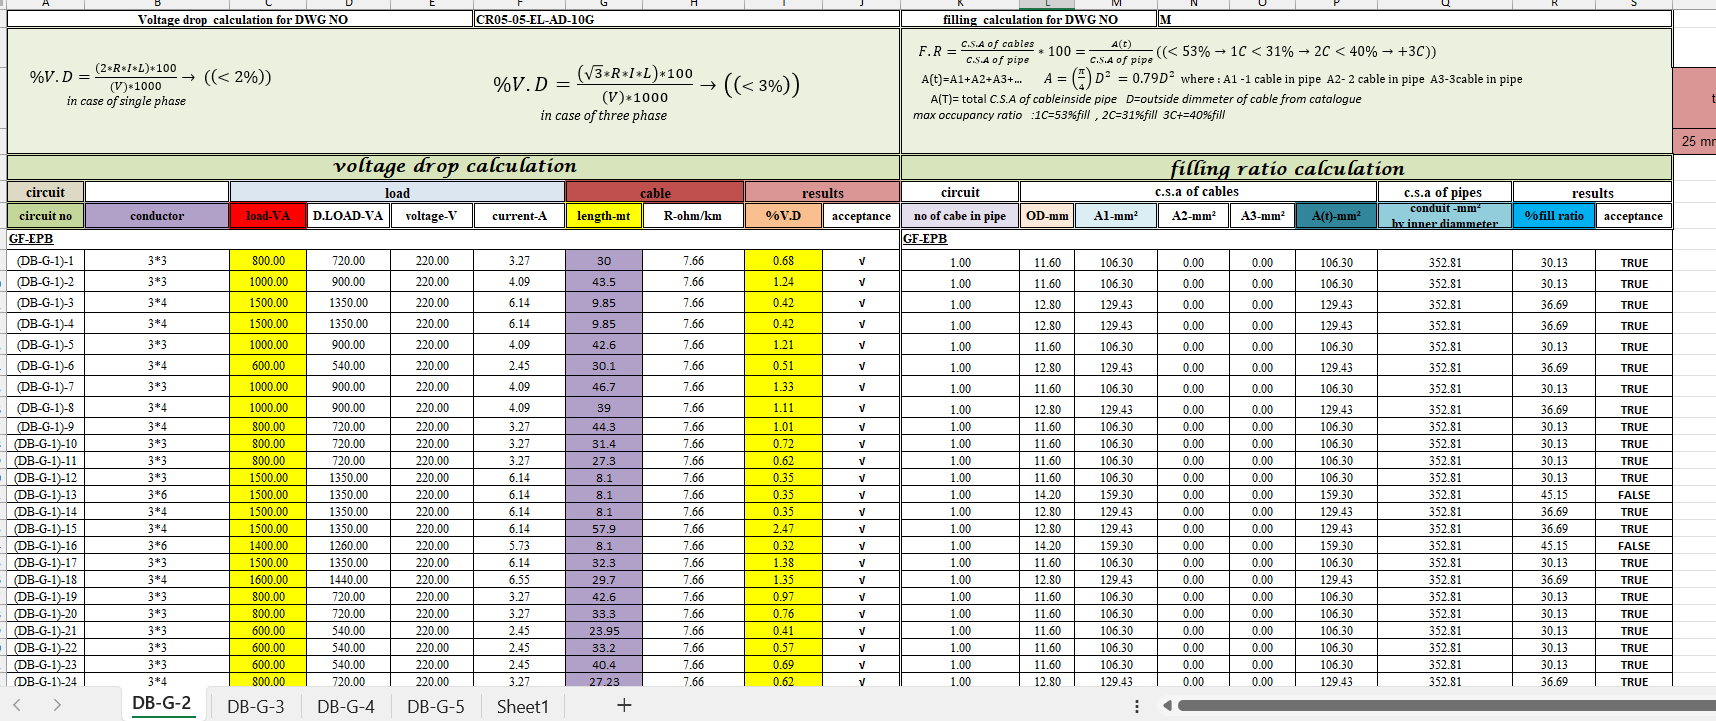 A B C D E F G H I J K L M N O P Q R S
Voltage drop calculation for DWG NO CR05-05-EL-AD-10G filling calculation for DWG NO M
%V.D = (2*R*I*L)*100 / (V)*1000 → ((< 2%))
in case of single phase
%V.D = (√3*R*I*L)*100 / (V)*1000 → ((< 3%))
in case of three phase
F.R = C.S.A of cables / C.S.A of pipe * 100 = A(t) / C.S.A of pipe ((< 53% → 1C < 31% → 2C < 40% → +3C))
A(t)=A1+A2+A3+... A = (π/4) D² = 0.79D² where : A1 -1 cable in pipe A2- 2 cable in pipe A3-3cable in pipe
A(T)= total C.S.A of cableinside pipe D=outside dimmeter of cable from catalogue
max occupancy ratio :1C=53%fill , 2C=31%fill 3C+=40%fill
25
voltage drop calculation filling ratio calculation
circuit load cable results circuit c.s.a of cables c.s.a of pipes results
circuit no conductor load-VA D.LOAD-VA voltage-V current-A length-mt R-ohm/km %V.D acceptance no of cabe in pipe OD-mm A1-mm² A2-mm² A3-mm² A(t)-mm² conduit -mm² by inner diammeter %fill ratio acceptance
GF-EPB GF-EPB
(DB-G-1)-1 3*3 800.00 720.00 220.00 3.27 30 7.66 0.68 √ 1.00 11.60 106.30 0.00 0.00 106.30 352.81 30.13 TRUE
(DB-G-1)-2 3*3 1000.00 900.00 220.00 4.09 43.5 7.66 1.24 √ 1.00 11.60 106.30 0.00 0.00 106.30 352.81 30.13 TRUE
(DB-G-1)-3 3*4 1500.00 1350.00 220.00 6.14 9.85 7.66 0.42 √ 1.00 12.80 129.43 0.00 0.00 129.43 352.81 36.69 TRUE
(DB-G-1)-4 3*4 1500.00 1350.00 220.00 6.14 9.85 7.66 0.42 √ 1.00 12.80 129.43 0.00 0.00 129.43 352.81 36.69 TRUE
(DB-G-1)-5 3*3 1000.00 900.00 220.00 4.09 42.6 7.66 1.21 √ 1.00 11.60 106.30 0.00 0.00 106.30 352.81 30.13 TRUE
(DB-G-1)-6 3*4 600.00 540.00 220.00 2.45 30.1 7.66 0.51 √ 1.00 12.80 129.43 0.00 0.00 129.43 352.81 36.69 TRUE
(DB-G-1)-7 3*3 1000.00 900.00 220.00 4.09 46.7 7.66 1.33 √ 1.00 11.60 106.30 0.00 0.00 106.30 352.81 30.13 TRUE
(DB-G-1)-8 3*4 1000.00 900.00 220.00 4.09 39 7.66 1.11 √ 1.00 12.80 129.43 0.00 0.00 129.43 352.81 36.69 TRUE
(DB-G-1)-9 3*4 800.00 720.00 220.00 3.27 44.3 7.66 1.01 √ 1.00 11.60 106.30 0.00 0.00 106.30 352.81 30.13 TRUE
(DB-G-1)-10 3*3 800.00 720.00 220.00 3.27 31.4 7.66 0.72 √ 1.00 11.60 106.30 0.00 0.00 106.30 352.81 30.13 TRUE
(DB-G-1)-11 3*3 800.00 720.00 220.00 3.27 27.3 7.66 0.62 √ 1.00 11.60 106.30 0.00 0.00 106.30 352.81 30.13 TRUE
(DB-G-1)-12 3*3 1500.00 1350.00 220.00 6.14 8.1 7.66 0.35 √ 1.00 11.60 106.30 0.00 0.00 106.30 352.81 30.13 TRUE
(DB-G-1)-13 3*6 1500.00 1350.00 220.00 6.14 8.1 7.66 0.35 √ 1.00 14.20 159.30 0.00 0.00 159.30 352.81 45.15 FALSE
(DB-G-1)-14 3*4 1500.00 1350.00 220.00 6.14 8.1 7.66 0.35 √ 1.00 12.80 129.43 0.00 0.00 129.43 352.81 36.69 TRUE
(DB-G-1)-15 3*4 1500.00 1350.00 220.00 6.14 57.9 7.66 2.47 √ 1.00 12.80 129.43 0.00 0.00 129.43 352.81 36.69 TRUE
(DB-G-1)-16 3*6 1400.00 1260.00 220.00 5.73 8.1 7.66 0.32 √ 1.00 14.20 159.30 0.00 0.00 159.30 352.81 45.15 FALSE
(DB-G-1)-17 3*3 1500.00 1350.00 220.00 6.14 32.3 7.66 1.38 √ 1.00 11.60 106.30 0.00 0.00 106.30 352.81 30.13 TRUE
(DB-G-1)-18 3*4 1600.00 1440.00 220.00 6.55 29.7 7.66 1.35 √ 1.00 12.80 129.43 0.00 0.00 129.43 352.81 36.69 TRUE
(DB-G-1)-19 3*3 800.00 720.00 220.00 3.27 42.6 7.66 0.97 √ 1.00 11.60 106.30 0.00 0.00 106.30 352.81 30.13 TRUE
(DB-G-1)-20 3*3 800.00 720.00 220.00 3.27 33.3 7.66 0.76 √ 1.00 11.60 106.30 0.00 0.00 106.30 352.81 30.13 TRUE
(DB-G-1)-21 3*3 600.00 540.00 220.00 2.45 23.95 7.66 0.41 √ 1.00 11.60 106.30 0.00 0.00 106.30 352.81 30.13 TRUE
(DB-G-1)-22 3*3 600.00 540.00 220.00 2.45 33.2 7.66 0.57 √ 1.00 11.60 106.30 0.00 0.00 106.30 352.81 30.13 TRUE
(DB-G-1)-23 3*3 600.00 540.00 220.00 2.45 40.4 7.66 0.69 √ 1.00 11.60 106.30 0.00 0.00 106.30 352.81 30.13 TRUE
(DB-G-1)-24 3*4 800.00 720.00 220.00 3.27 27.23 7.66 0.62 √ 1.00 12.80 129.43 0.00 0.00 129.43 352.81 36.69 TRUE
DB-G-2 DB-G-3 DB-G-4 DB-G-5 Sheet1 +